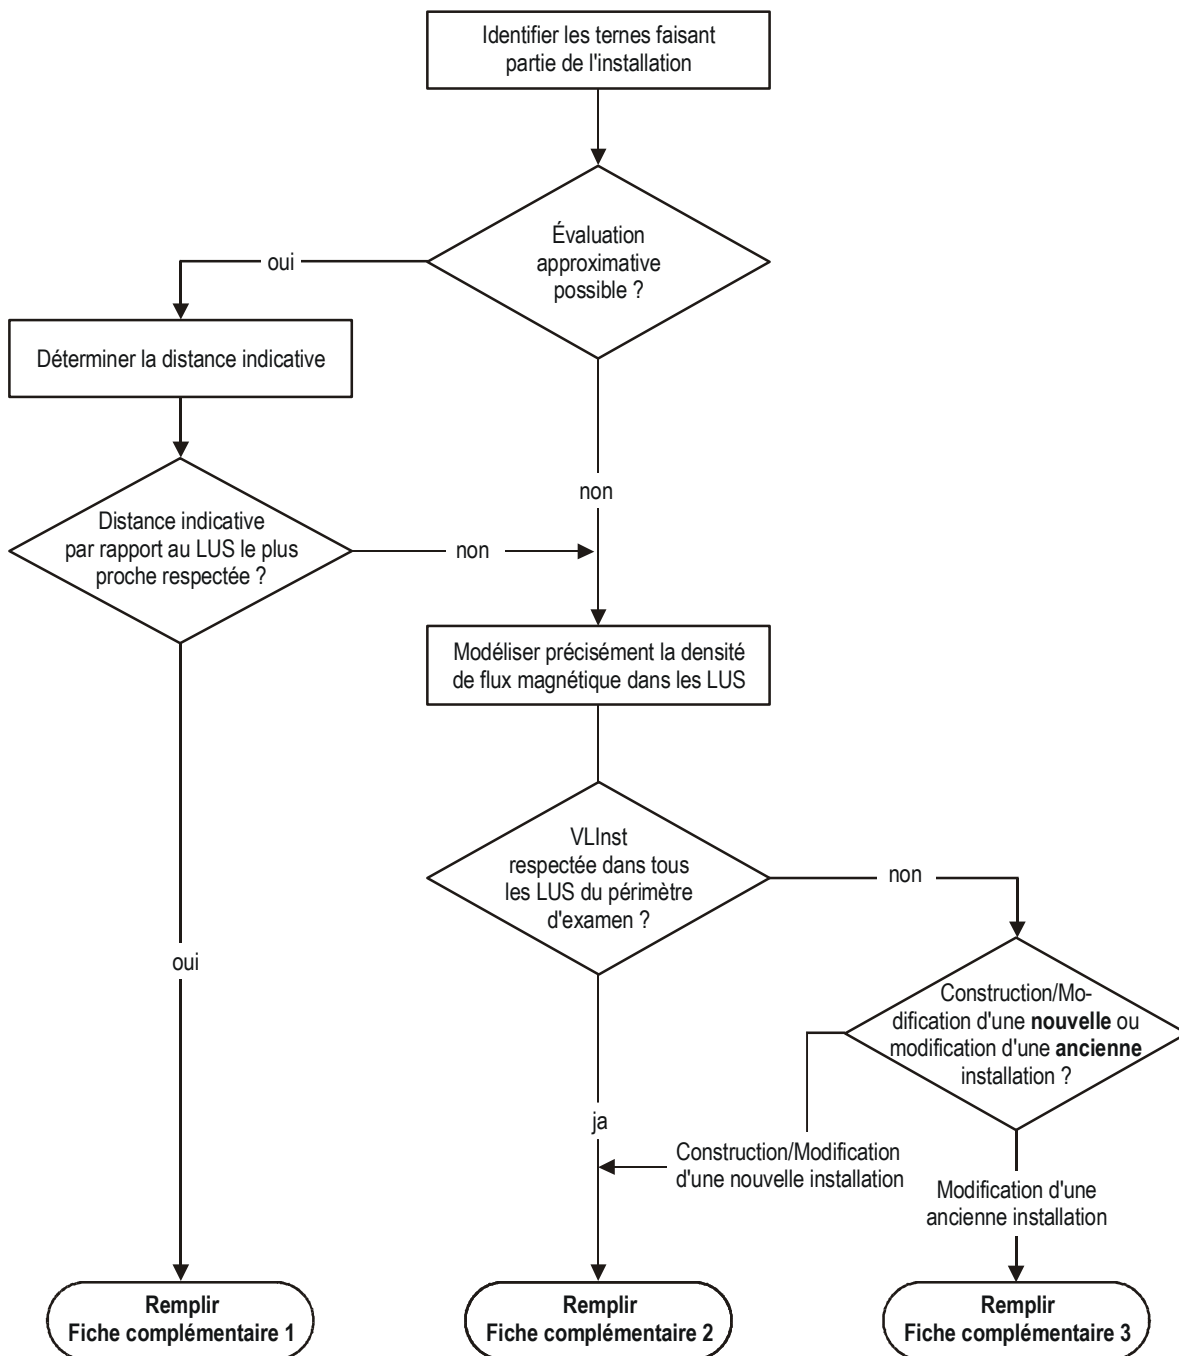 Identifier les ternes faisant
partie de l'installation
Évaluation
approximative
possible ?
oui
Déterminer la distance indicative
non
Distance indicative
par rapport au LUS le plus
proche respectée ?
non
Modéliser précisément la densité
de flux magnétique dans les LUS
VLInst
respectée dans tous
les LUS du périmètre
d'examen ?
non
oui
Construction/Mo-
dification d'une nouvelle ou
modification d'une ancienne
installation ?
ja
Construction/Modification
d'une nouvelle installation
Modification d'une
ancienne installation
Remplir
Fiche complémentaire 1
Remplir
Fiche complémentaire 2
Remplir
Fiche complémentaire 3